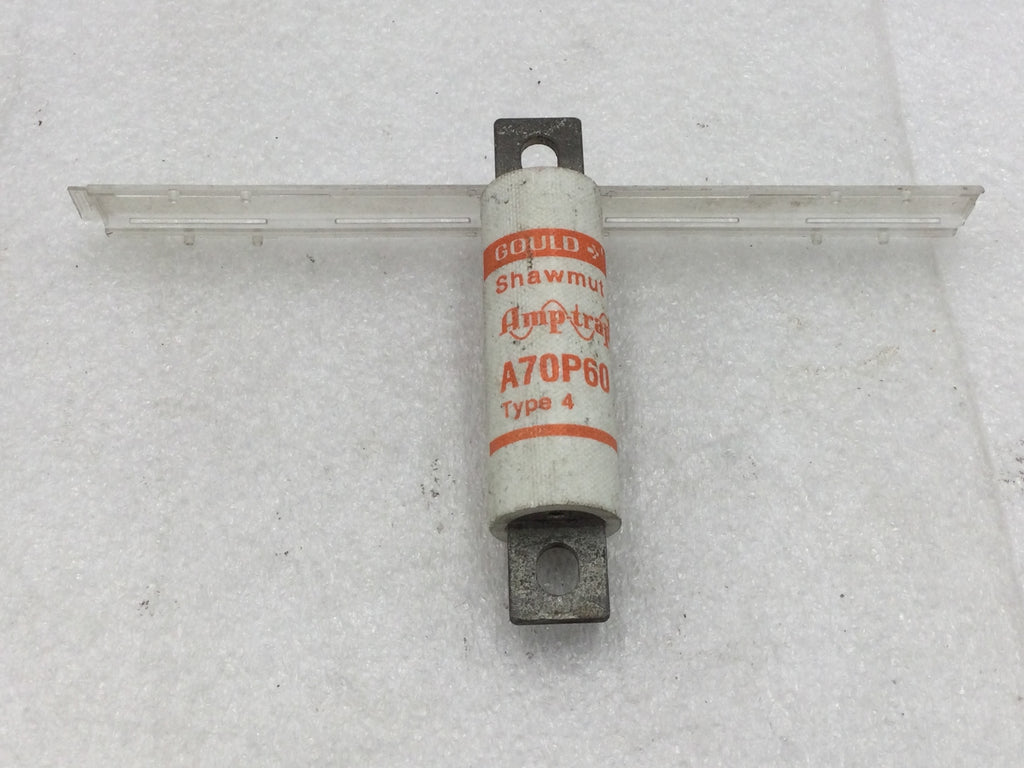 GOULD
Shawmut
Amp-trap
A70P60
Type 4